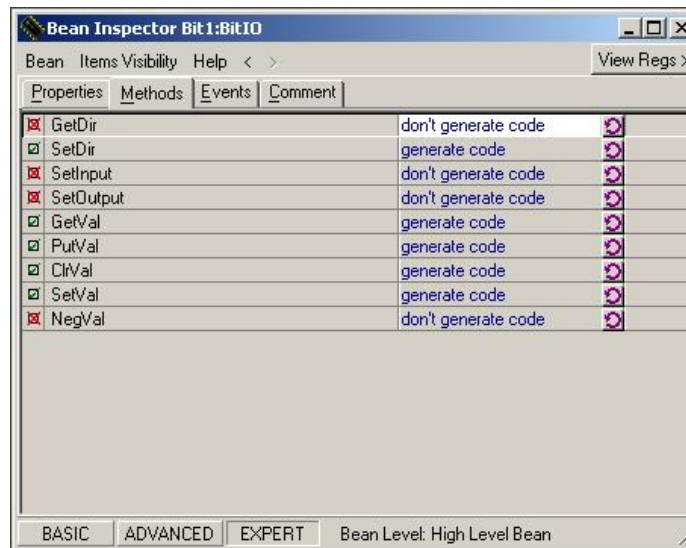 Bean Inspector Bit1:BitIO
Bean Items Visibility Help < > View Regs >
Properties Methods Events Comment
GetDir don't generate code
SetDir generate code
SetInput don't generate code
SetOutput don't generate code
GetVal generate code
PutVal generate code
ClrVal generate code
SetVal generate code
NegVal don't generate code
BASIC ADVANCED EXPERT Bean Level: High Level Bean